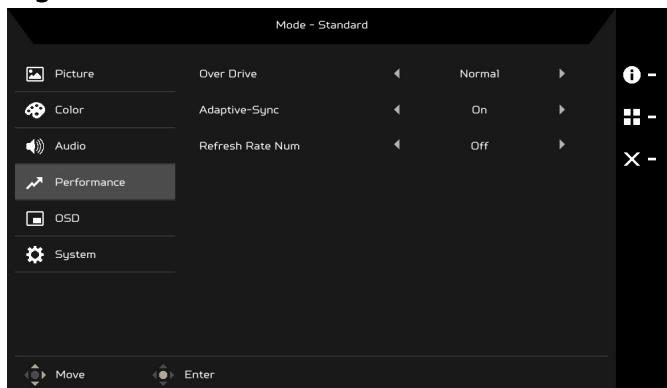 Mode - Standard
Picture
Over Drive
Normal
Color
Adaptive-Sync
On
Audio
Refresh Rate Num
Off
Performance
OSD
System
Move
Enter